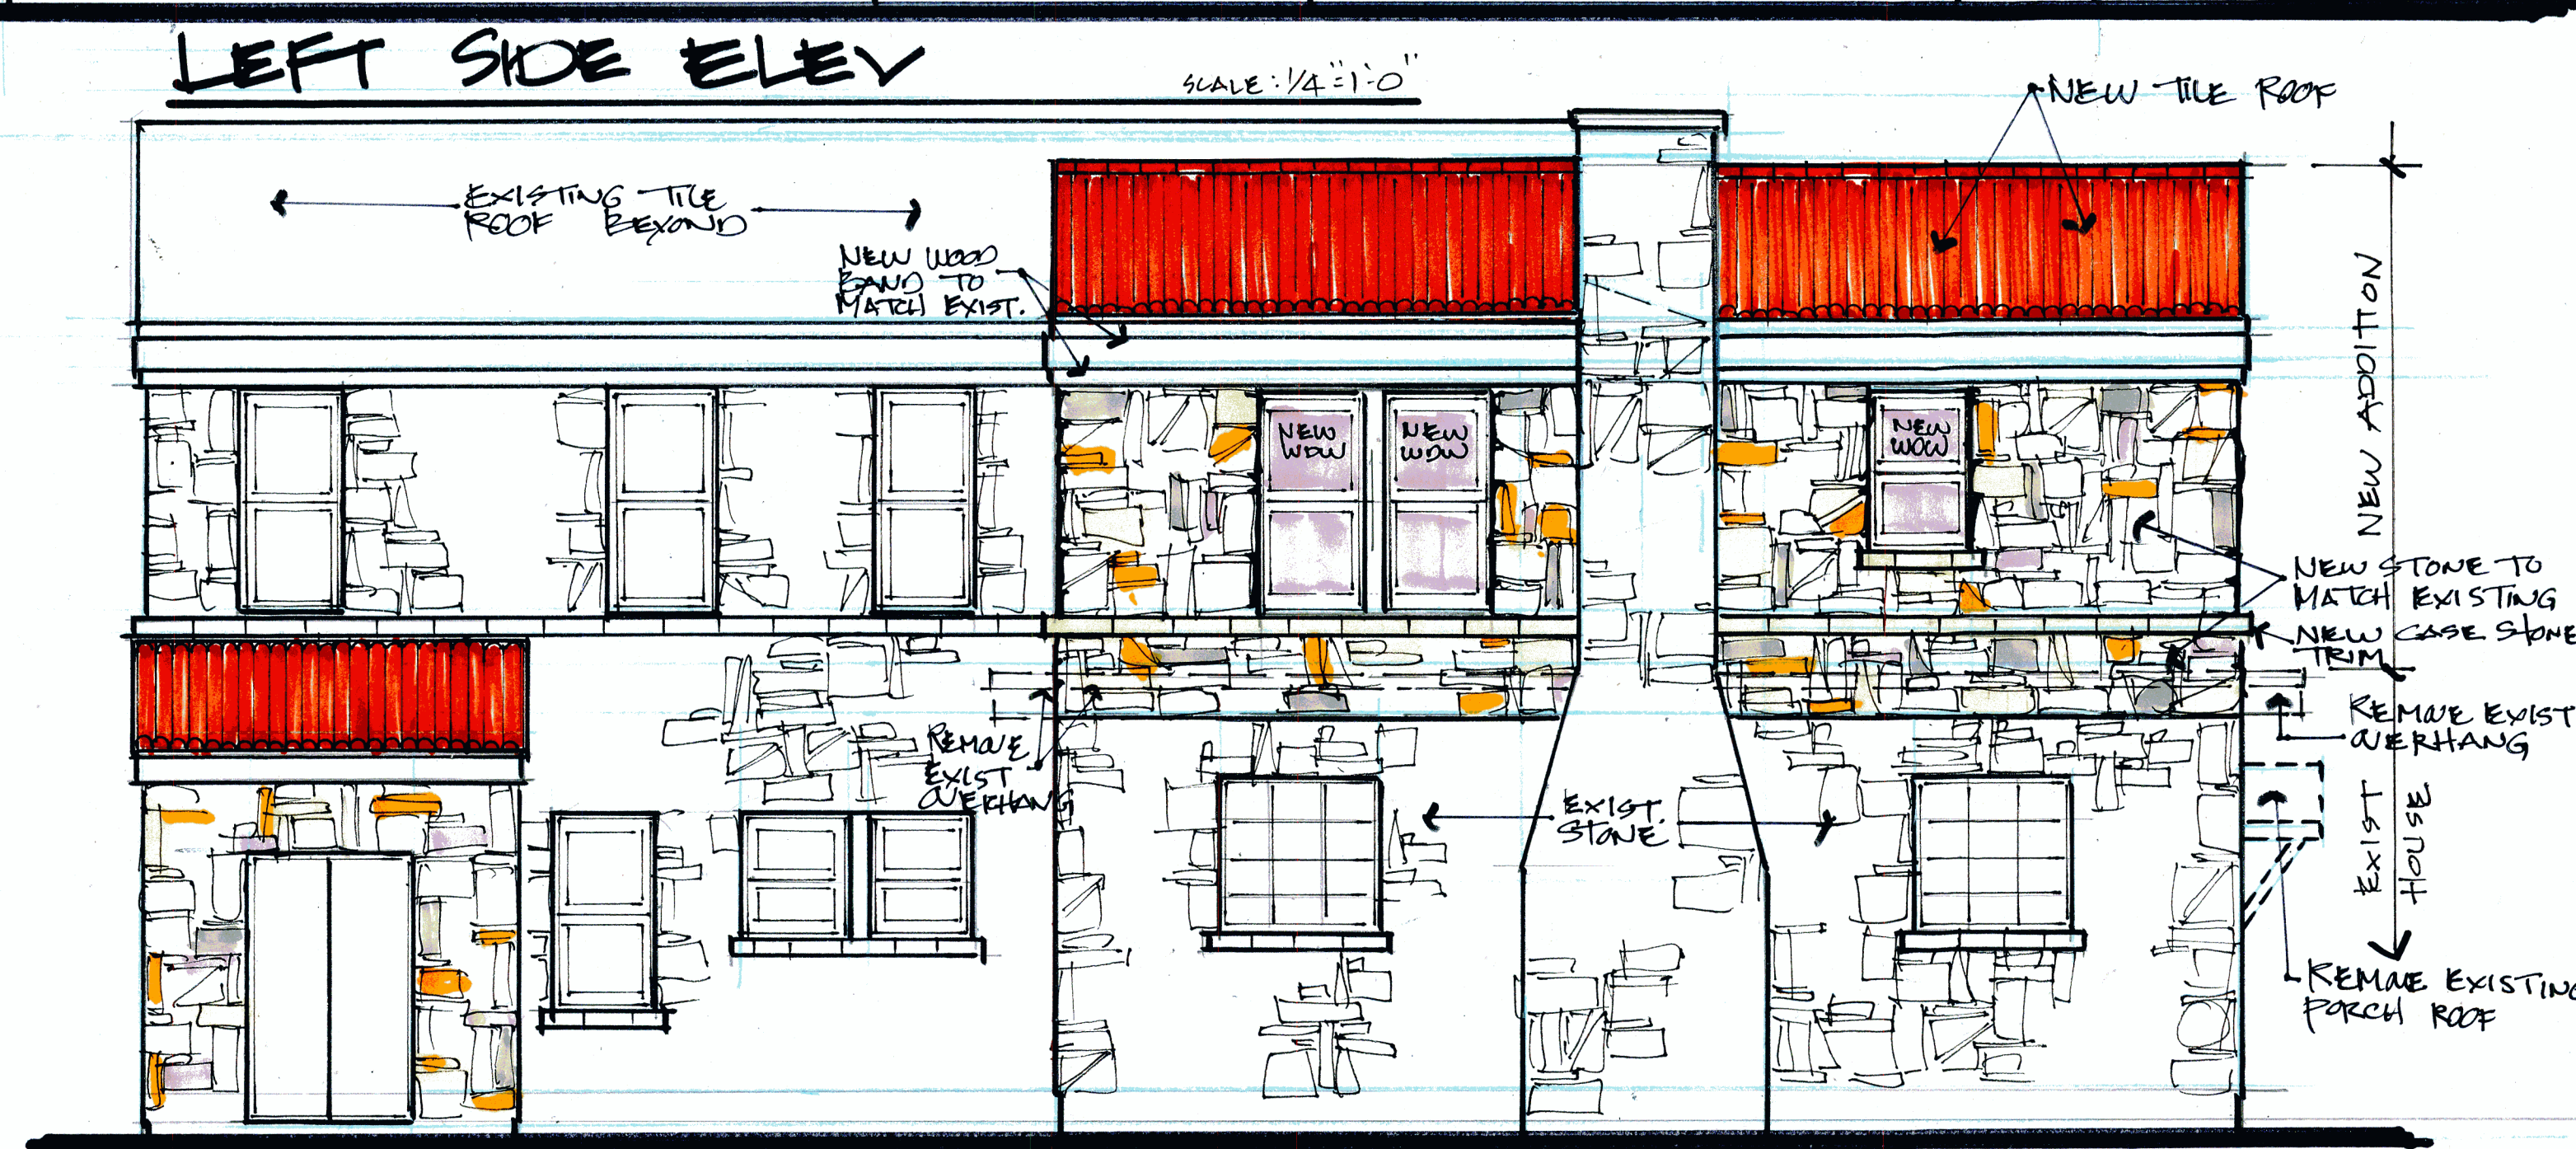 LEFT SIDE ELEV
SCALE: 1/4"=1'-0"
NEW TILE ROOF
EXISTING TILE
ROOF BEYOND
NEW WOOD
BAND TO
MATCH EXIST.
NEW ADDITION
NEW
WDW
NEW
WDW
NEW
WDW
NEW STONE TO
MATCH EXISTING
NEW CASE STONE
TRIM
REMOVE
EXIST
OVERHANG
REMOVE EXIST
OVERHANG
EXIST.
STONE
EXIST
HOUSE
REMOVE EXISTING
PORCH ROOF